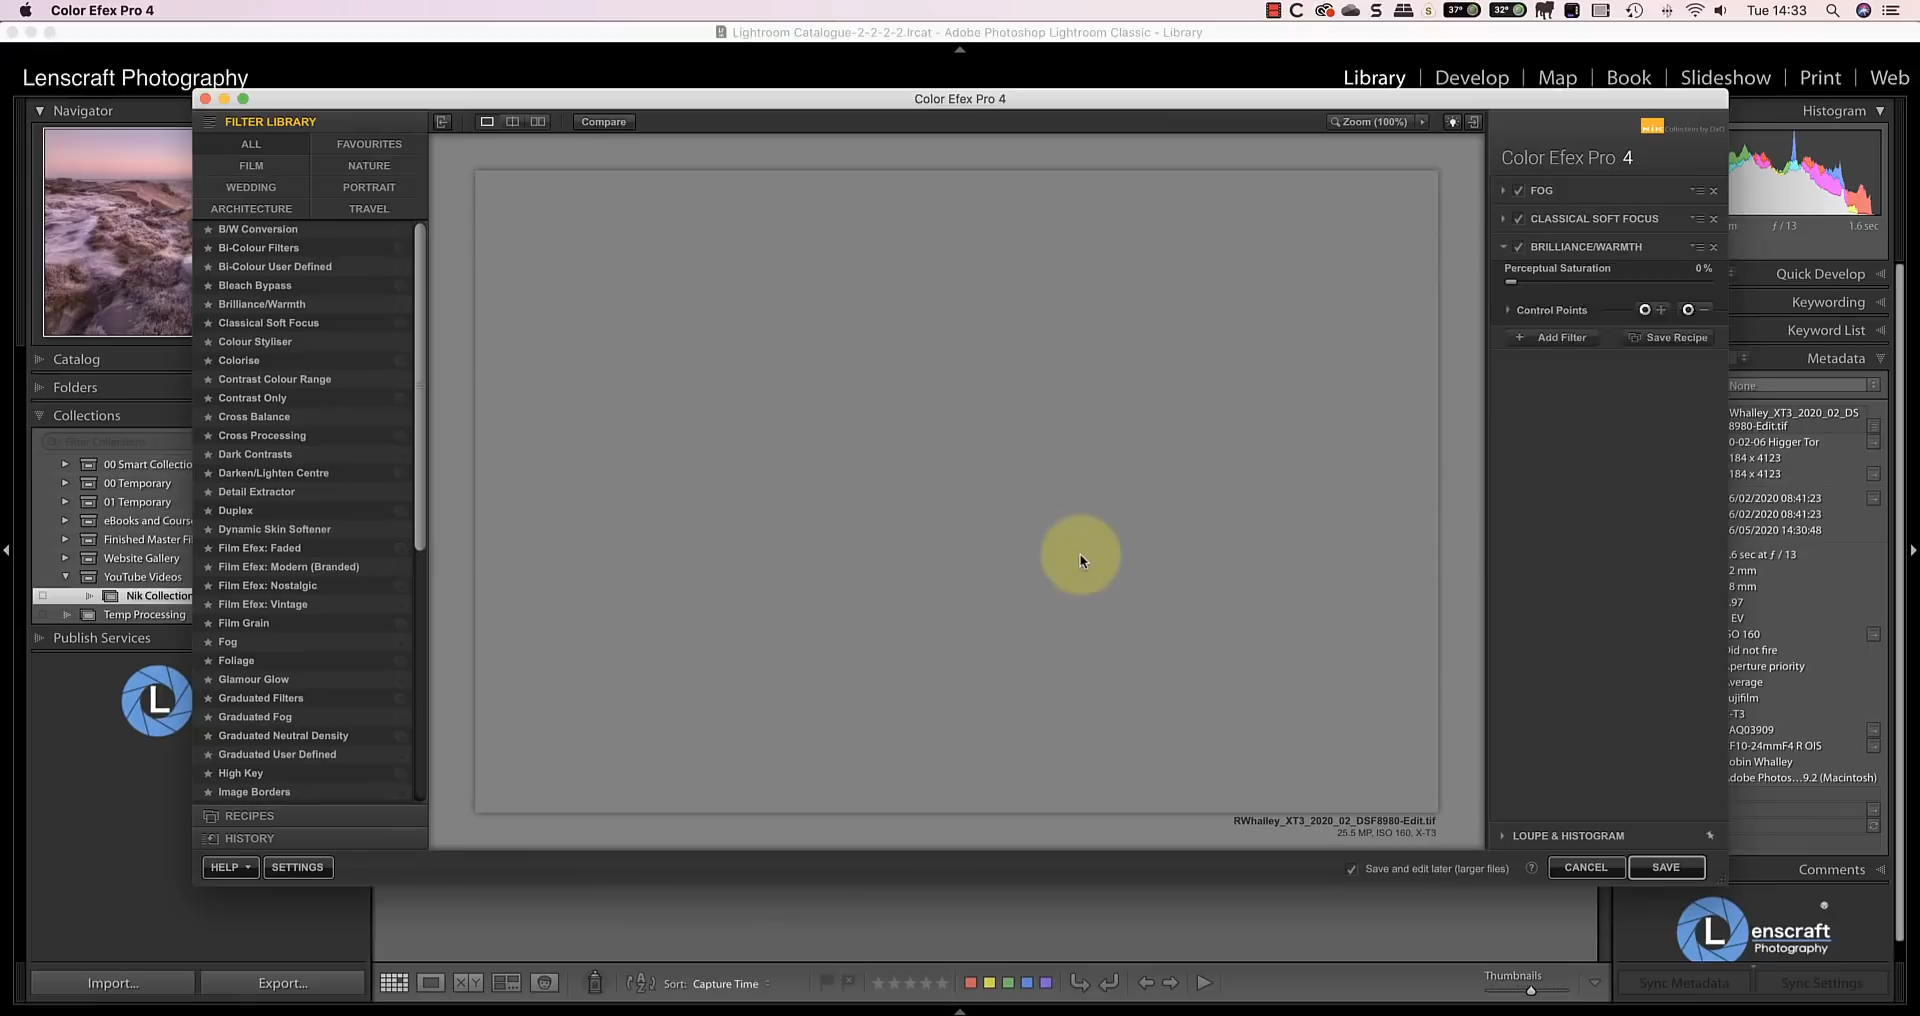 Color Efex Pro 4
37°
32°
Tue 14:33
Lightroom Catalogue-2-2-2-2.lrcat - Adobe Photoshop Lightroom Classic - Library
Lenscraft Photography
Library | Develop | Map | Book | Slideshow | Print | Web
Navigator
Color Efex Pro 4
Histogram
FILTER LIBRARY
Compare
Zoom (100%)
Nik Collection by DxO
ALL
FAVOURITES
FILM
NATURE
WEDDING
PORTRAIT
ARCHITECTURE
TRAVEL
Color Efex Pro 4
FOG
CLASSICAL SOFT FOCUS
BRILLIANCE/WARMTH
Perceptual Saturation 0%
Control Points
Add Filter
Save Recipe
B/W Conversion
Bi-Colour Filters
Bi-Colour User Defined
Bleach Bypass
Brilliance/Warmth
Classical Soft Focus
Colour Styliser
Colorise
Contrast Colour Range
Contrast Only
Cross Balance
Cross Processing
Dark Contrasts
Darken/Lighten Centre
Detail Extractor
Duplex
Dynamic Skin Softener
Film Efex: Faded
Film Efex: Modern (Branded)
Film Efex: Nostalgic
Film Efex: Vintage
Film Grain
Fog
Foliage
Glamour Glow
Graduated Filters
Graduated Fog
Graduated Neutral Density
Graduated User Defined
High Key
Image Borders
RECIPES
HISTORY
HELP
SETTINGS
RWhalley_XT3_2020_02_DSF8980-Edit.tif
25.5 MP, ISO 160, X-T3
LOUPE & HISTOGRAM
Save and edit later (larger files)
?
CANCEL
SAVE
Catalog
Folders
Collections
Filter Collections
00 Smart Collectio
00 Temporary
01 Temporary
eBooks and Cours
Finished Master Fi
Website Gallery
YouTube Videos
Nik Collection
Temp Processing
Publish Services
L
Import...
Export...
m
ƒ / 13
1.6 sec
Quick Develop
Keywording
Keyword List
Metadata
None
Whalley_XT3_2020_02_DS
8980-Edit.tif
0-02-06 Higger Tor
184 x 4123
184 x 4123
6/02/2020 08:41:23
6/02/2020 08:41:23
6/05/2020 14:30:48
.6 sec at ƒ / 13
2 mm
8 mm
.97
EV
SO 160
Did not fire
Aperture priority
Average
ujifilm
-T3
AQ03909
F10-24mmF4 R OIS
obin Whalley
Adobe Photos...9.2 (Macintosh)
Comments
Lenscraft
Photography
Sort: Capture Time
Thumbnails
Sync Metadata
Sync Settings